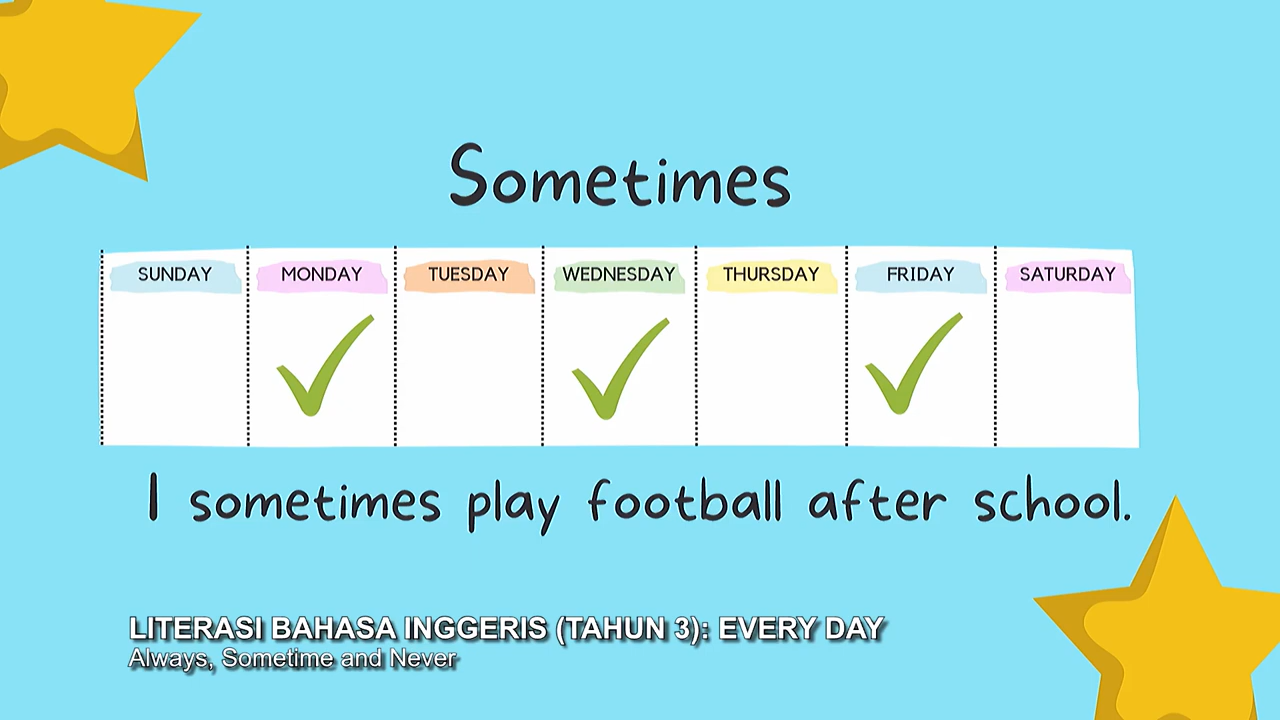 Sometimes
SUNDAY MONDAY TUESDAY WEDNESDAY THURSDAY FRIDAY SATURDAY
I sometimes play football after school.
LITERASI BAHASA INGGERIS (TAHUN 3): EVERY DAY
Always, Sometime and Never